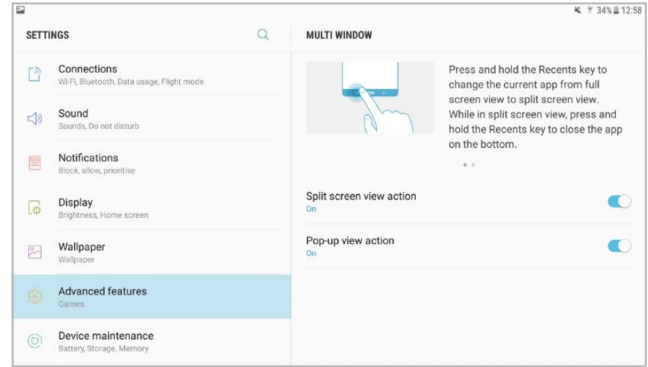 34% 12:58
SETTINGS
MULTI WINDOW
Connections
Wi-Fi, Bluetooth, Data usage, Flight mode
Sound
Sounds, Do not disturb
Notifications
Block, allow, prioritise
Display
Brightness, Home screen
Wallpaper
Wallpaper
Advanced features
Games
Device maintenance
Battery, Storage, Memory
Press and hold the Recents key to
change the current app from full
screen view to split screen view.
While in split screen view, press and
hold the Recents key to close the app
on the bottom.
Split screen view action
On
Pop-up view action
On